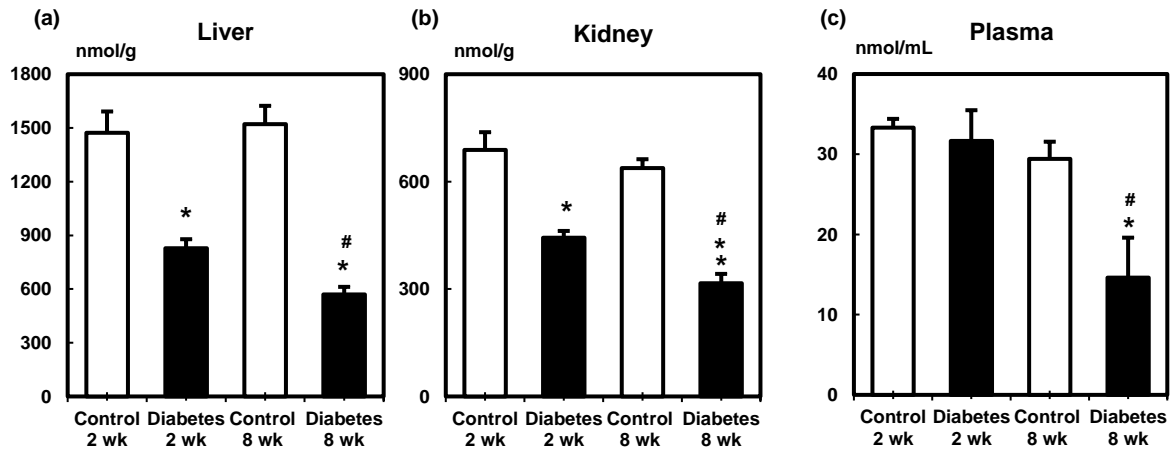 (a)
Liver
nmol/g
1800
1500
1200
900
600
300
0
*
#
*
Control
2 wk
Diabetes
2 wk
Control
8 wk
Diabetes
8 wk
(b)
Kidney
nmol/g
900
600
300
0
*
#
*
*
Control
2 wk
Diabetes
2 wk
Control
8 wk
Diabetes
8 wk
(c)
Plasma
nmol/mL
40
30
20
10
0
#
*
Control
2 wk
Diabetes
2 wk
Control
8 wk
Diabetes
8 wk